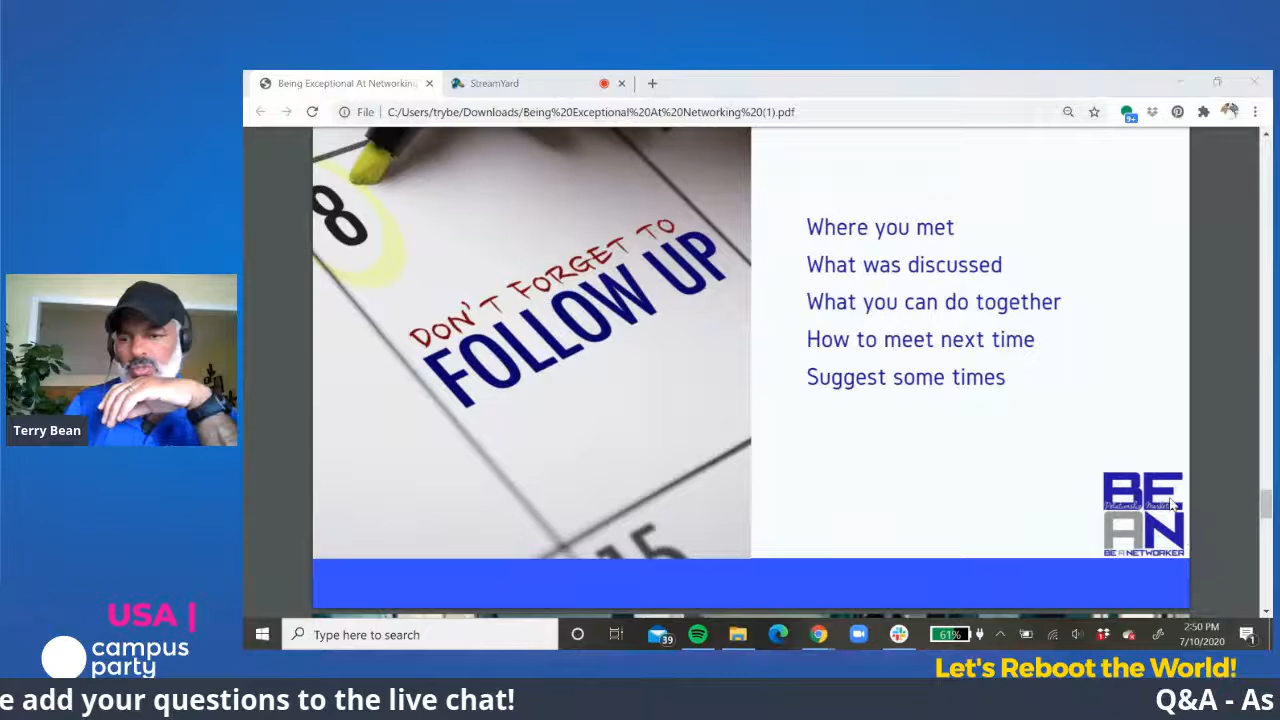 Being Exceptional At Networking
StreamYard
File
C:/Users/trybe/Downloads/Being%20Exceptional%20At%20Networking%20(1).pdf
9+
8
DON'T FORGET TO
FOLLOW UP
15
Where you met
What was discussed
What you can do together
How to meet next time
Suggest some times
BE
AN
BE A NETWORKER
Terry Bean
USA |
campus
party
Type here to search
39
61%
2:50 PM
7/10/2020
1
Let's Reboot the World!
e add your questions to the live chat!
Q&A - As